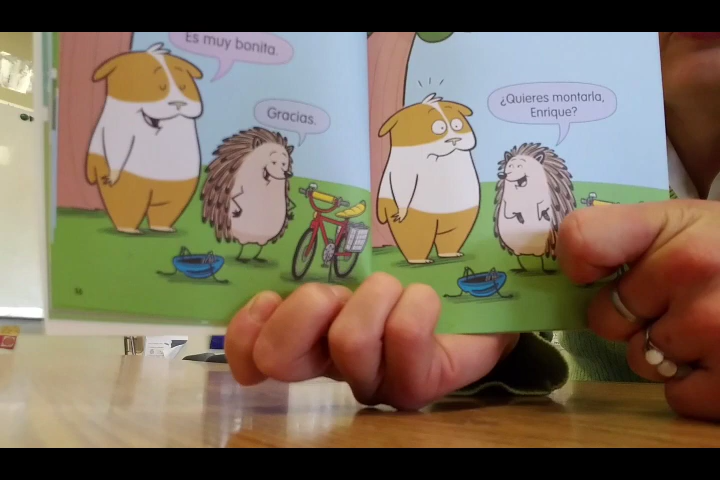 Es muy bonita.
Gracias.
¿Quieres montarla,
Enrique?